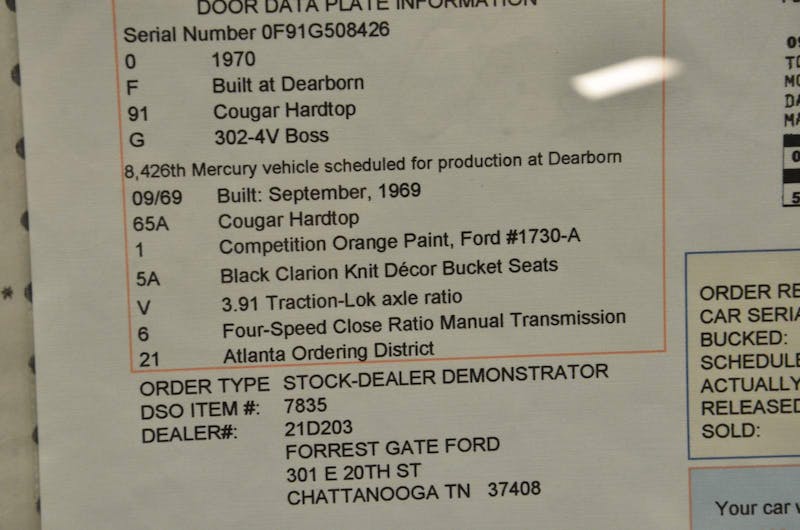 DOOR DATA PLATE INFORMATION
Serial Number 0F91G508426
0 1970
F Built at Dearborn
91 Cougar Hardtop
G 302-4V Boss
8,426th Mercury vehicle scheduled for production at Dearborn
09/69 Built: September, 1969
65A Cougar Hardtop
1 Competition Orange Paint, Ford #1730-A
5A Black Clarion Knit Décor Bucket Seats
V 3.91 Traction-Lok axle ratio
6 Four-Speed Close Ratio Manual Transmission
21 Atlanta Ordering District
ORDER TYPE STOCK-DEALER DEMONSTRATOR
DSO ITEM #: 7835
DEALER#: 21D203
FORREST GATE FORD
301 E 20TH ST
CHATTANOOGA TN 37408
ORDER RE
CAR SERIA
BUCKED:
SCHEDULE
ACTUALLY
RELEASED
SOLD:
Your car